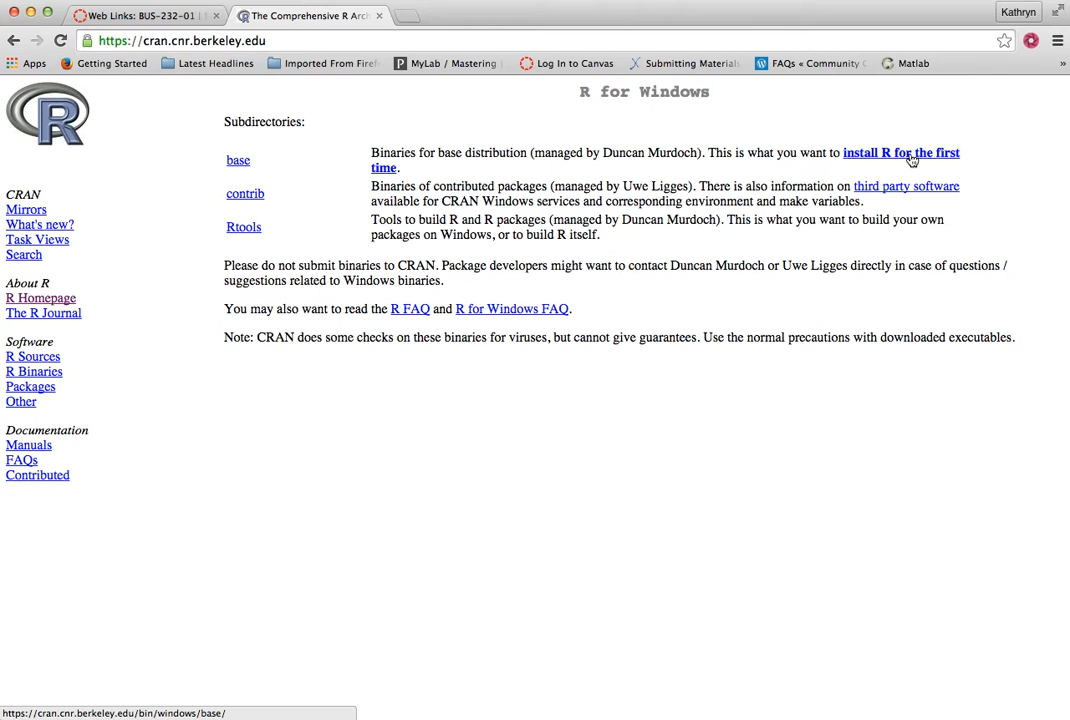 Web Links: BUS-232-01 |
The Comprehensive R Arch
Kathryn
https://cran.cnr.berkeley.edu
Apps
Getting Started
Latest Headlines
Imported From Firef
MyLab / Mastering
Log In to Canvas
Submitting Materials
FAQs « Community
Matlab
»
R
R for Windows
Subdirectories:
base
Binaries for base distribution (managed by Duncan Murdoch). This is what you want to install R for the first
time.
contrib
Binaries of contributed packages (managed by Uwe Ligges). There is also information on third party software
available for CRAN Windows services and corresponding environment and make variables.
Rtools
Tools to build R and R packages (managed by Duncan Murdoch). This is what you want to build your own
packages on Windows, or to build R itself.
Please do not submit binaries to CRAN. Package developers might want to contact Duncan Murdoch or Uwe Ligges directly in case of questions /
suggestions related to Windows binaries.
You may also want to read the R FAQ and R for Windows FAQ.
Note: CRAN does some checks on these binaries for viruses, but cannot give guarantees. Use the normal precautions with downloaded executables.
CRAN
Mirrors
What's new?
Task Views
Search
About R
R Homepage
The R Journal
Software
R Sources
R Binaries
Packages
Other
Documentation
Manuals
FAQs
Contributed
https://cran.cnr.berkeley.edu/bin/windows/base/